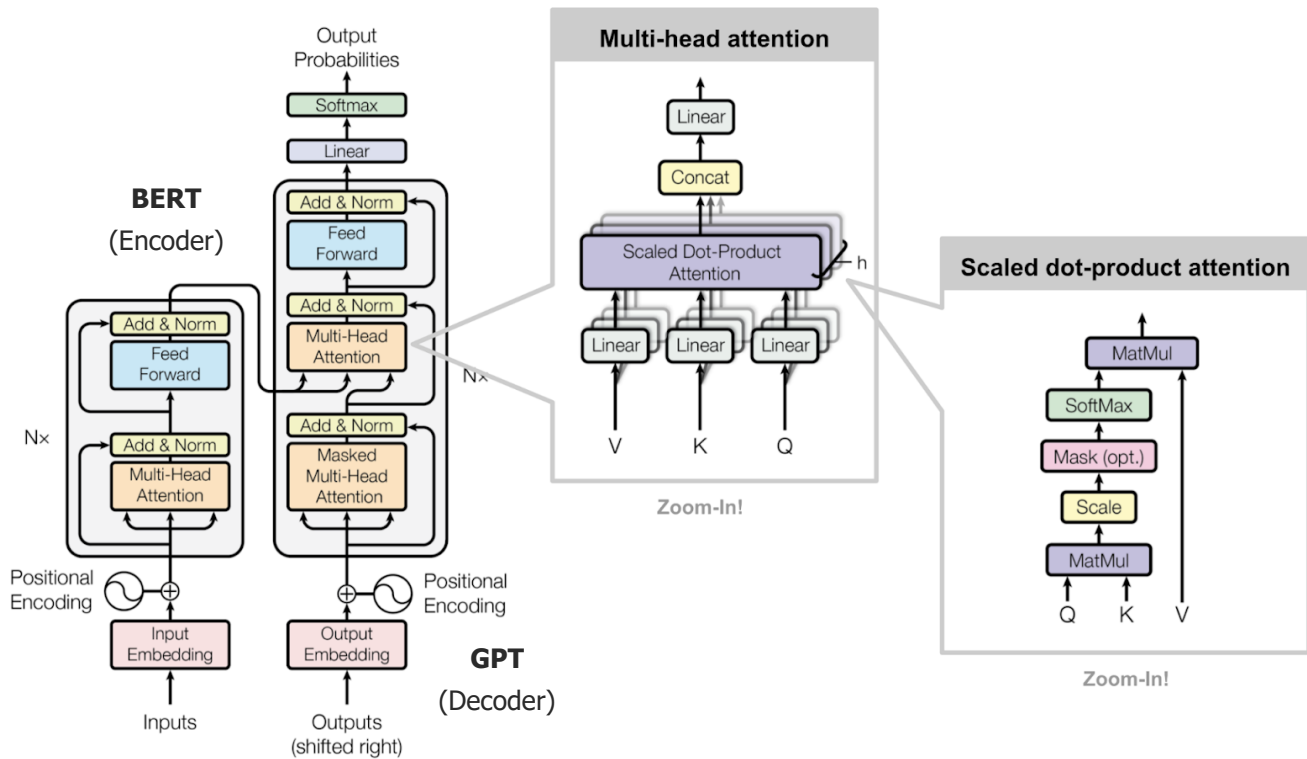 Output
Probabilities
Softmax
Linear
BERT
(Encoder)
Add & Norm
Feed
Forward
Add & Norm
Multi-Head
Attention
Nx
Add & Norm
Masked
Multi-Head
Attention
Add & Norm
Feed
Forward
Nx
Add & Norm
Multi-Head
Attention
Positional
Encoding
Positional
Encoding
Input
Embedding
Output
Embedding
GPT
(Decoder)
Inputs
Outputs
(shifted right)
Multi-head attention
Linear
Concat
Scaled Dot-Product
Attention
h
Linear
Linear
Linear
V
K
Q
Zoom-In!
Scaled dot-product attention
MatMul
SoftMax
Mask (opt.)
Scale
MatMul
Q
K
V
Zoom-In!